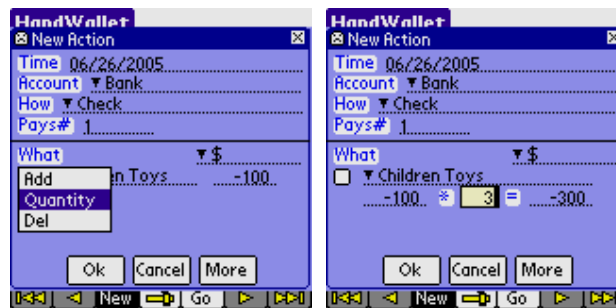 HandWallet
New Action
Time 06/26/2005
Account Bank
How Check
Pays# 1
What $
Add
en Toys -100
Quantity
Del
Ok Cancel More
New Go
HandWallet
New Action
Time 06/26/2005
Account Bank
How Check
Pays# 1
What $
Children Toys
-100 * 3 = -300
Ok Cancel More
New Go